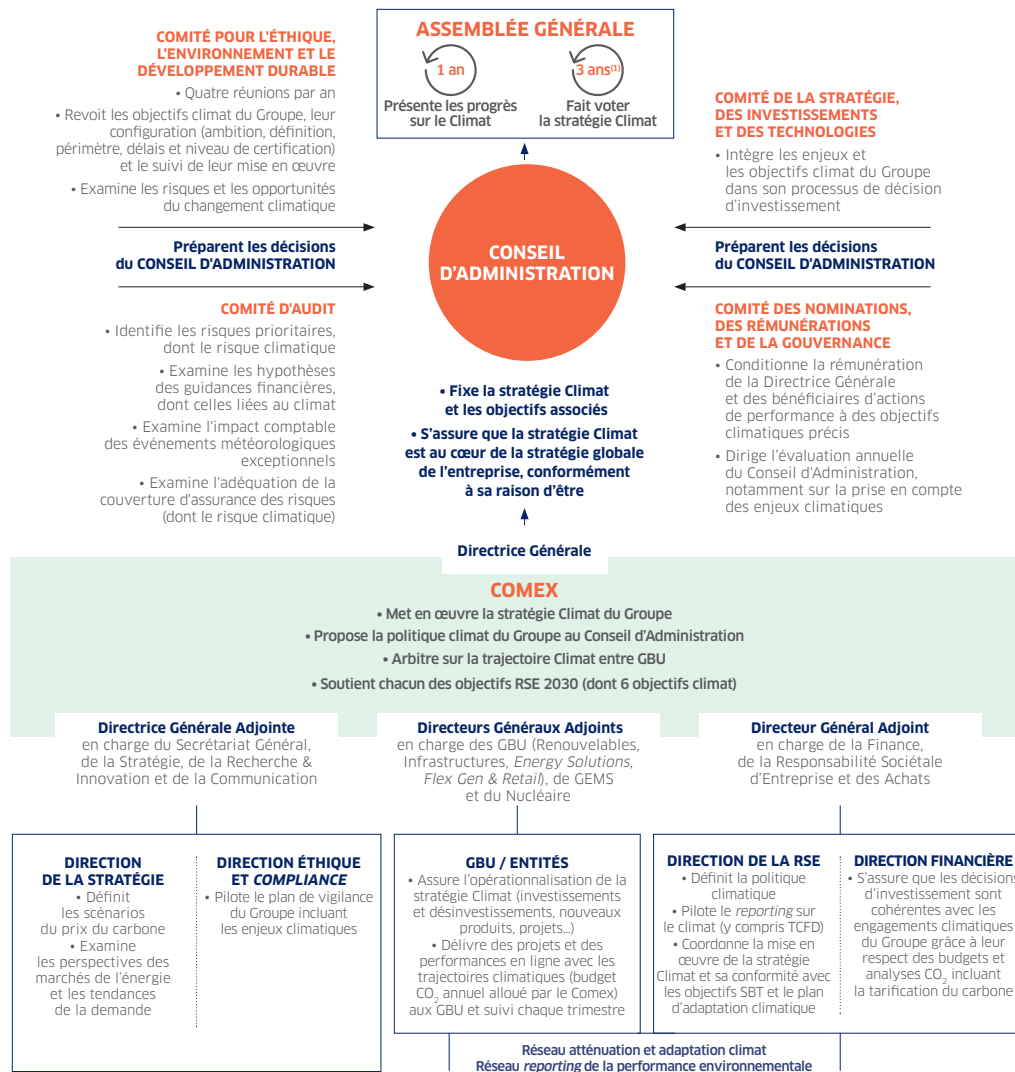 ASSEMBLÉE GÉNÉRALE
1 an
Présente les progrès
sur le Climat
3 ans(1)
Fait voter
la stratégie Climat
COMITÉ POUR L'ÉTHIQUE,
L'ENVIRONNEMENT ET LE
DÉVELOPPEMENT DURABLE
• Quatre réunions par an
• Revoit les objectifs climat du Groupe, leur
configuration (ambition, définition,
périmètre, délais et niveau de certification)
et le suivi de leur mise en œuvre
• Examine les risques et les opportunités
du changement climatique
Préparent les décisions
du CONSEIL D'ADMINISTRATION
COMITÉ D'AUDIT
• Identifie les risques prioritaires,
dont le risque climatique
• Examine les hypothèses
des guidances financières,
dont celles liées au climat
• Examine l'impact comptable
des événements météorologiques
exceptionnels
• Examine l'adéquation de la
couverture d'assurance des risques
(dont le risque climatique)
CONSEIL
D'ADMINISTRATION
• Fixe la stratégie Climat
et les objectifs associés
• S'assure que la stratégie Climat
est au cœur de la stratégie globale
de l'entreprise, conformément
à sa raison d'être
COMITÉ DE LA STRATÉGIE,
DES INVESTISSEMENTS
ET DES TECHNOLOGIES
• Intègre les enjeux et
les objectifs climat du Groupe
dans son processus de décision
d'investissement
Préparent les décisions
du CONSEIL D'ADMINISTRATION
COMITÉ DES NOMINATIONS,
DES RÉMUNÉRATIONS
ET DE LA GOUVERNANCE
• Conditionne la rémunération
de la Directrice Générale
et des bénéficiaires d'actions
de performance à des objectifs
climatiques précis
• Dirige l'évaluation annuelle
du Conseil d'Administration,
notamment sur la prise en compte
des enjeux climatiques
Directrice Générale
COMEX
• Met en œuvre la stratégie Climat du Groupe
• Propose la politique climat du Groupe au Conseil d'Administration
• Arbitre sur la trajectoire Climat entre GBU
• Soutient chacun des objectifs RSE 2030 (dont 6 objectifs climat)
Directrice Générale Adjointe
en charge du Secrétariat Général,
de la Stratégie, de la Recherche &
Innovation et de la Communication
Directeurs Généraux Adjoints
en charge des GBU (Renouvelables,
Infrastructures, Energy Solutions,
Flex Gen & Retail), de GEMS
et du Nucléaire
Directeur Général Adjoint
en charge de la Finance,
de la Responsabilité Sociétale
d'Entreprise et des Achats
DIRECTION
DE LA STRATÉGIE
• Définit
les scénarios
du prix du carbone
• Examine
les perspectives des
marchés de l'énergie
et les tendances
de la demande
DIRECTION ÉTHIQUE
ET COMPLIANCE
• Pilote le plan de vigilance
du Groupe incluant
les enjeux climatiques
GBU / ENTITÉS
• Assure l'opérationnalisation de la
stratégie Climat (investissements
et désinvestissements, nouveaux
produits, projets...)
• Délivre des projets et des
performances en ligne avec les
trajectoires climatiques (budget
CO2 annuel alloué par le Comex)
aux GBU et suivi chaque trimestre
DIRECTION DE LA RSE
• Définit la politique
climatique
• Pilote le reporting sur
le climat (y compris TCFD)
• Coordonne la mise en
œuvre de la stratégie
Climat et sa conformité avec
les objectifs SBT et le plan
d'adaptation climatique
DIRECTION FINANCIÈRE
• S'assure que les décisions
d'investissement sont
cohérentes avec les
engagements climatiques
du Groupe grâce à leur
respect des budgets et
analyses CO2 incluant
la tarification du carbone
Réseau atténuation et adaptation climat
Réseau reporting de la performance environnementale